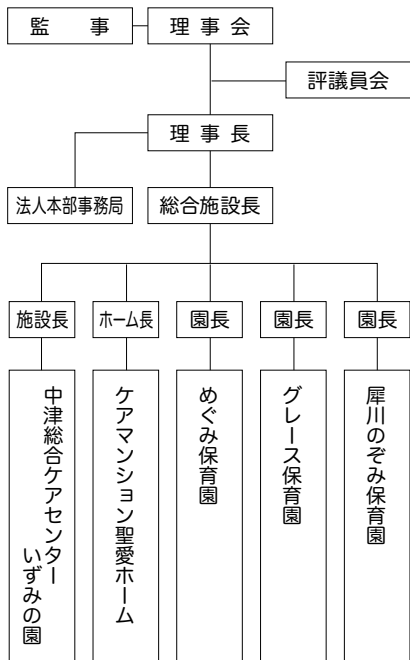 監　事
理 事 会
評議員会
理 事 長
法人本部事務局
総合施設長
施設長
ホーム長
園長
園長
園長
中津総合ケアセンター
いずみの園
ケアマンション聖愛ホーム
めぐみ保育園
グレース保育園
犀川のぞみ保育園